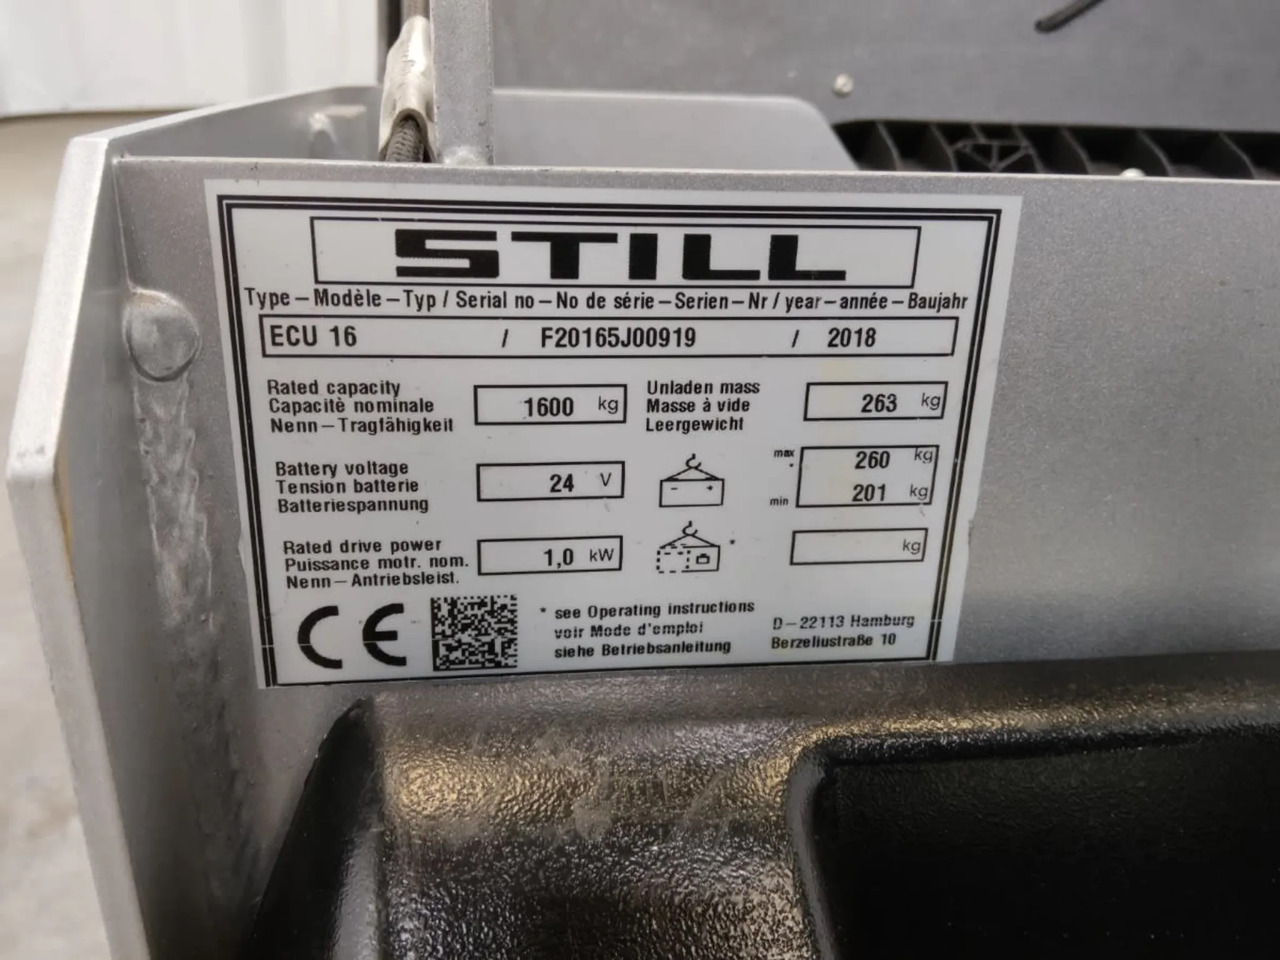 STILL
Type – Modèle – Typ / Serial no – No de série – Serien – Nr / year – année – Baujahr
ECU 16 / F20165J00919 / 2018
Rated capacity
Capacitè nominale
Nenn – Tragfähigkeit
1600 kg
Unladen mass
Masse à vide
Leergewicht
263 kg
Battery voltage
Tension batterie
Batteriespannung
24 V
max * 260 kg
min 201 kg
Rated drive power
Puissance motr. nom.
Nenn – Antriebsleist.
1,0 kW
*
kg
CE
* see Operating instructions
voir Mode d'emploi
siehe Betriebsanleitung
D – 22113 Hamburg
Berzeliustraße 10